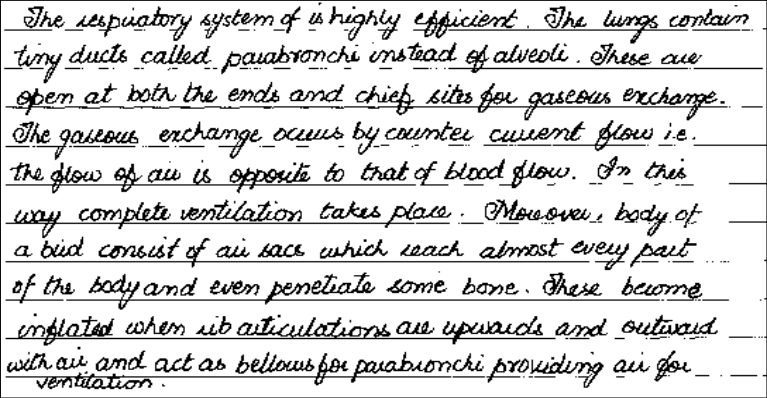 The respiratory system of is highly efficient. The lungs contain
tiny ducts called parabronchi instead of alveoli. These are
open at both the ends and chief sites for gaseous exchange.
The gaseous exchange occurs by counter current flow i.e.
the flow of air is opposite to that of blood flow. In this
way complete ventilation takes place. Moreover, body of
a bird consist of air sacs which reach almost every part
of the body and even penetrate some bone. These become
inflated when rib articulations are upwards and outward
with air and act as bellows for parabronchi providing air for
ventilation.